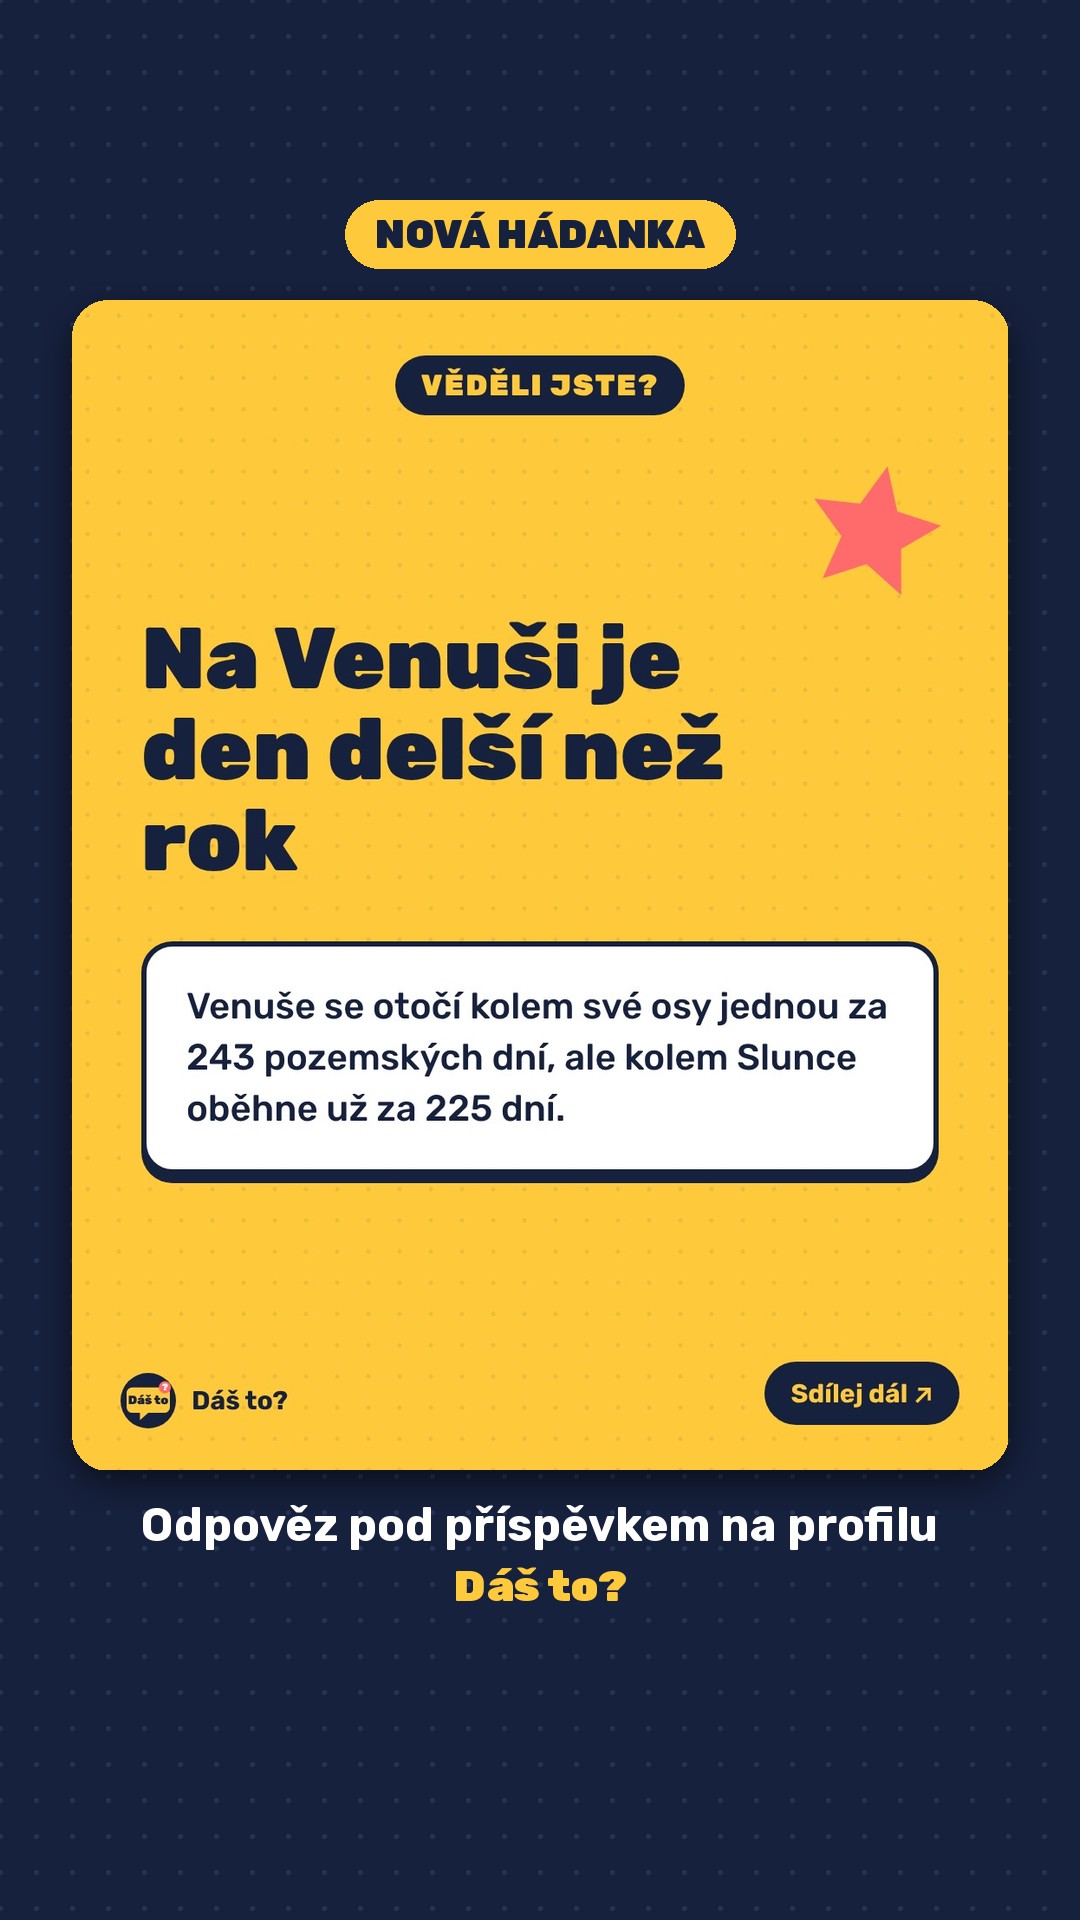 NOVÁ HÁDANKA
VĚDĚLI JSTE?
Na Venuši je
den delší než
rok
Venuše se otočí kolem své osy jednou za
243 pozemských dní, ale kolem Slunce
oběhne už za 225 dní.
Dáš to ?
Dáš to?
Sdílej dál ↗
Odpověz pod příspěvkem na profilu
Dáš to?